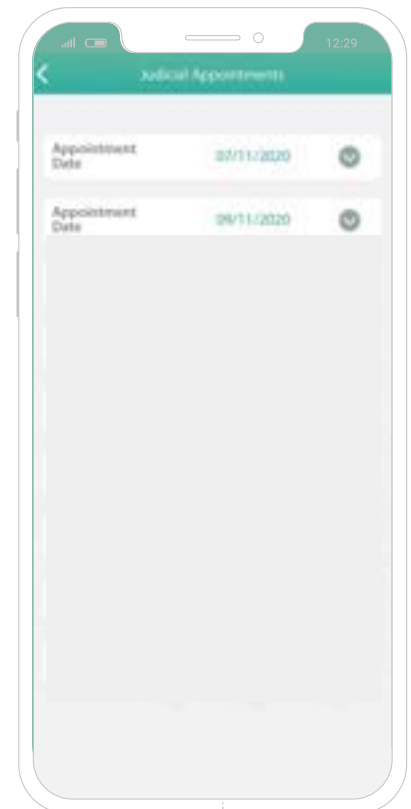 12:29
Judicial Appointments
Appointment
Date
07/11/2020
Appointment
Date
09/11/2020